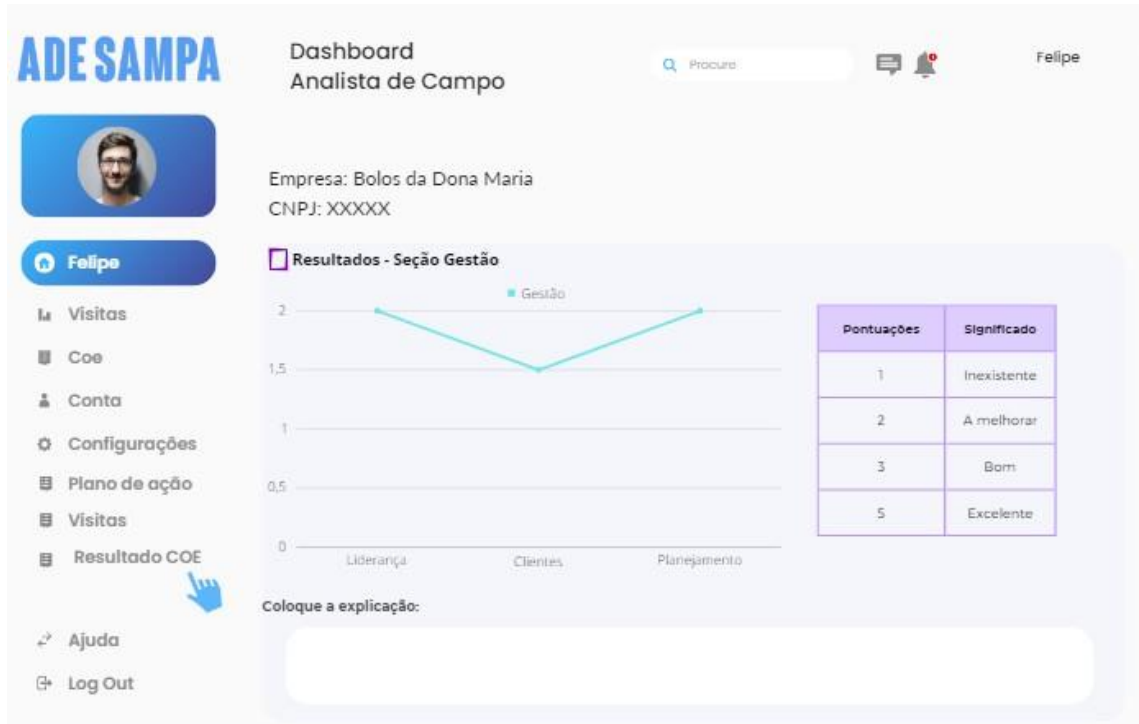 ADE SAMPA
Dashboard
Analista de Campo
Procure
Felipe
Empresa: Bolos da Dona Maria
CNPJ: XXXXX
Felipe
Visitas
Coe
Conta
Configurações
Plano de ação
Visitas
Resultado COE
Ajuda
Log Out
Resultados - Seção Gestão
Gestão
2
1,5
1
0,5
0
Liderança Clientes Planejamento
Pontuações Significado
1 Inexistente
2 A melhorar
3 Bom
5 Excelente
Coloque a explicação: